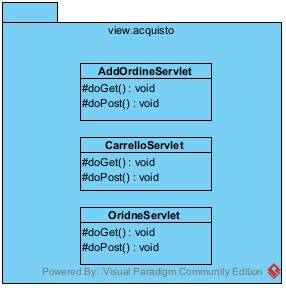 view.acquisto
AddOrdineServlet
#doGet() : void
#doPost() : void
CarrelloServlet
#doGet() : void
#doPost() : void
OridneServlet
#doGet() : void
#doPost() : void
Powered By Visual Paradigm Community Edition